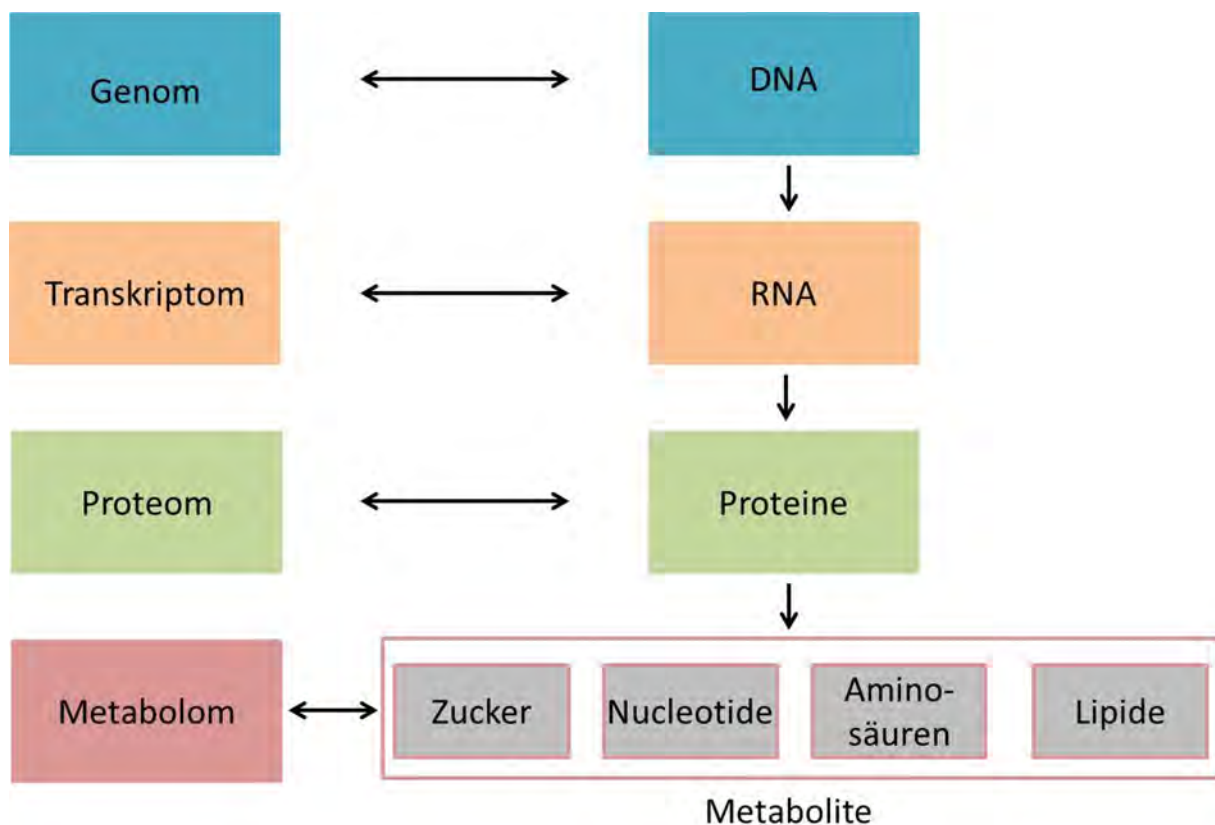 Genom
DNA
Transkriptom
RNA
Proteom
Proteine
Metabolom
Zucker
Nucleotide
Amino-
säuren
Lipide
Metabolite